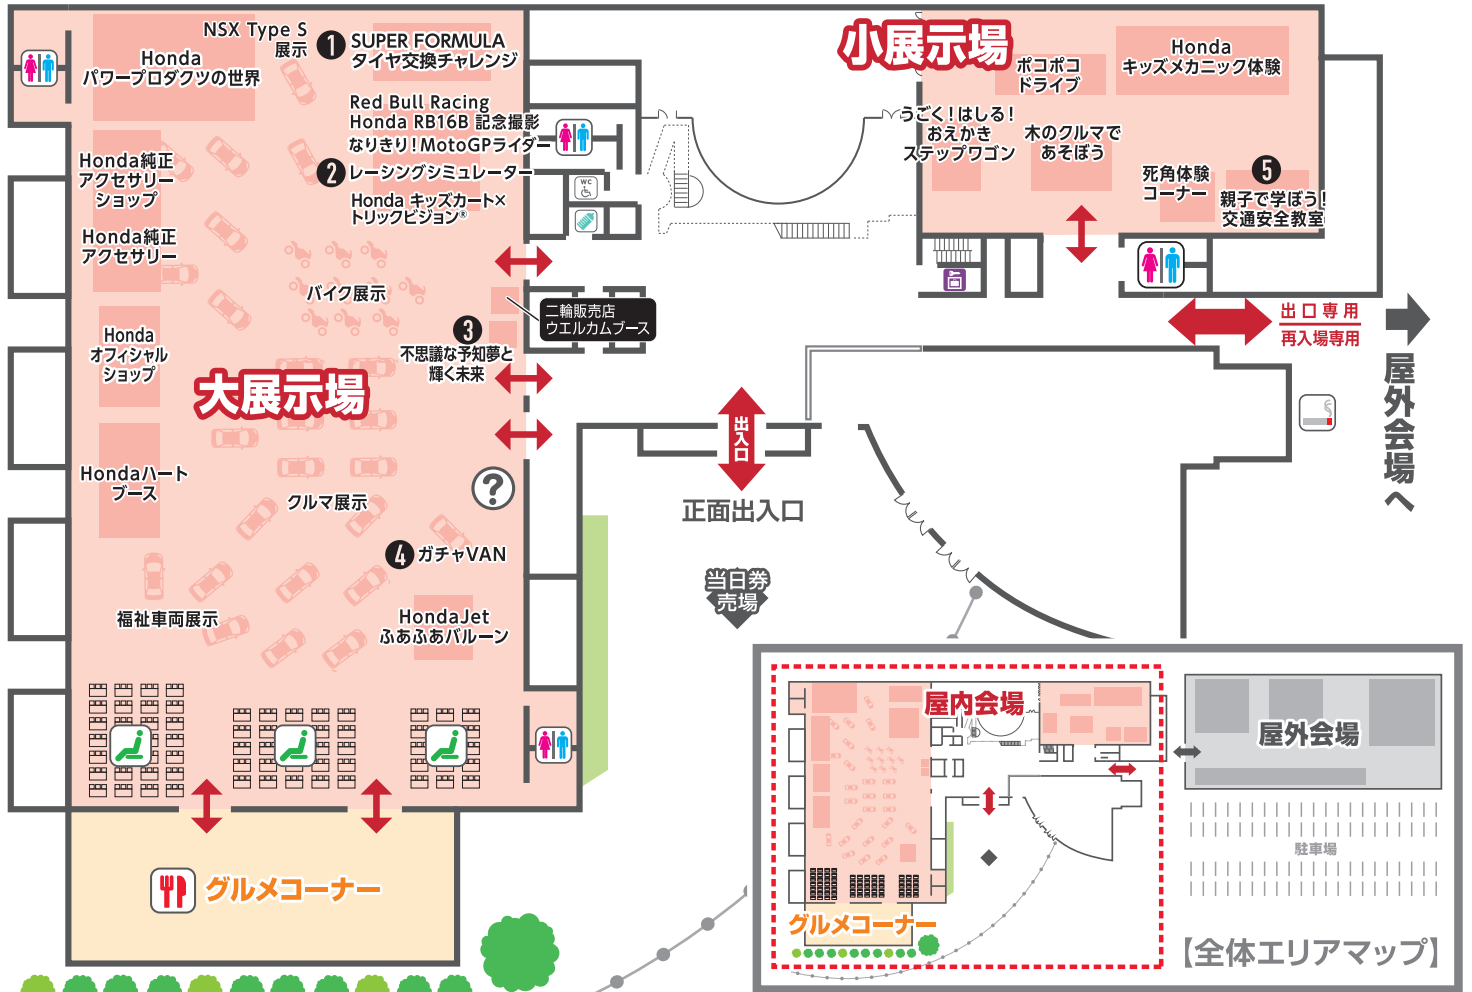 NSX Type S
展示
Honda
パワープロダクツの世界
1 SUPER FORMULA
タイヤ交換チャレンジ
Red Bull Racing
Honda RB16B 記念撮影
なりきり！MotoGPライダー
2 レーシングシミュレーター
Honda キッズカート×
トリックビジョン®
Honda純正
アクセサリー
ショップ
Honda純正
アクセサリー
バイク展示
二輪販売店
ウエルカムブース
3
不思議な予知夢と
輝く未来
Honda
オフィシャル
ショップ
大展示場
Hondaハート
ブース
?
クルマ展示
4 ガチャVAN
福祉車両展示
HondaJet
ふあふあバルーン
グルメコーナー
WC
小展示場
ポコポコ
ドライブ
Honda
キッズメカニック体験
うごく！はしる！
おえかき
ステップワゴン
木のクルマで
あそぼう
死角体験
コーナー
5
親子で学ぼう！
交通安全教室
出口専用
再入場専用
屋外会場へ
出入口
正面出入口
当日券
売場
屋内会場
屋外会場
駐車場
グルメコーナー
【全体エリアマップ】